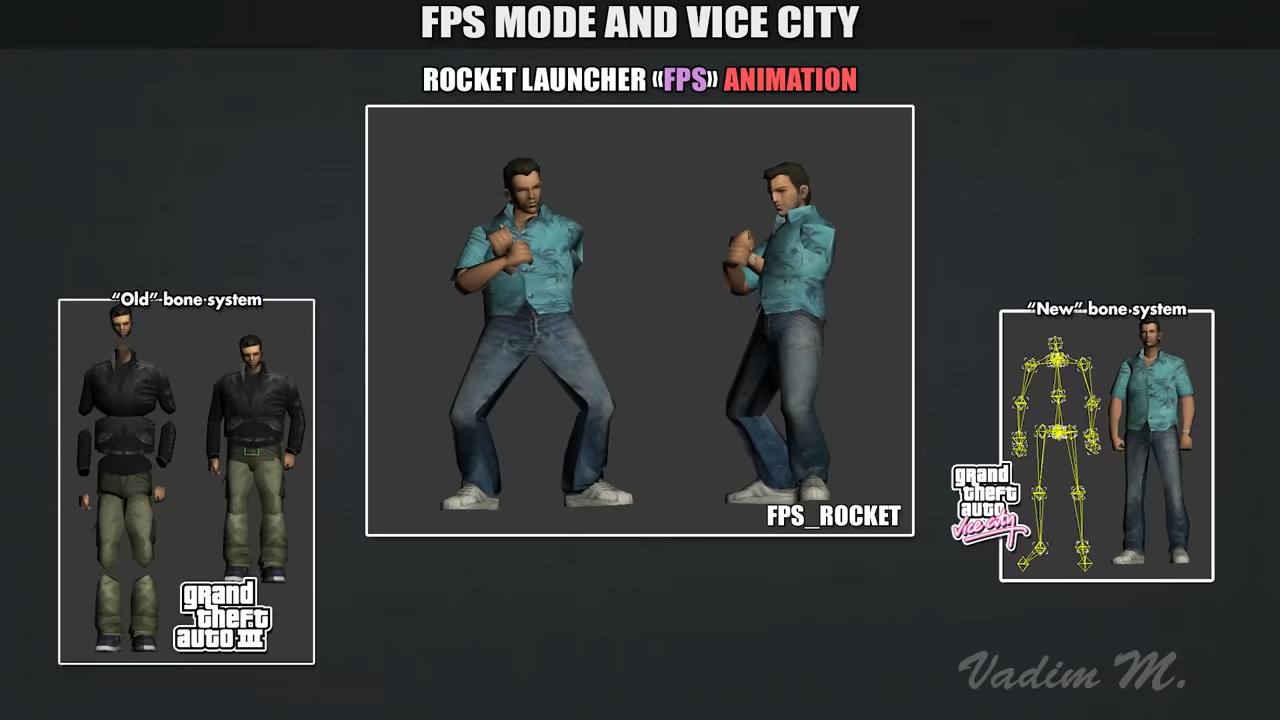 FPS MODE AND VICE CITY
ROCKET LAUNCHER «FPS» ANIMATION
FPS_ROCKET
“Old” bone system
grand
theft
auto III
“New” bone system
grand
theft
auto
Vice City
Vadim M.